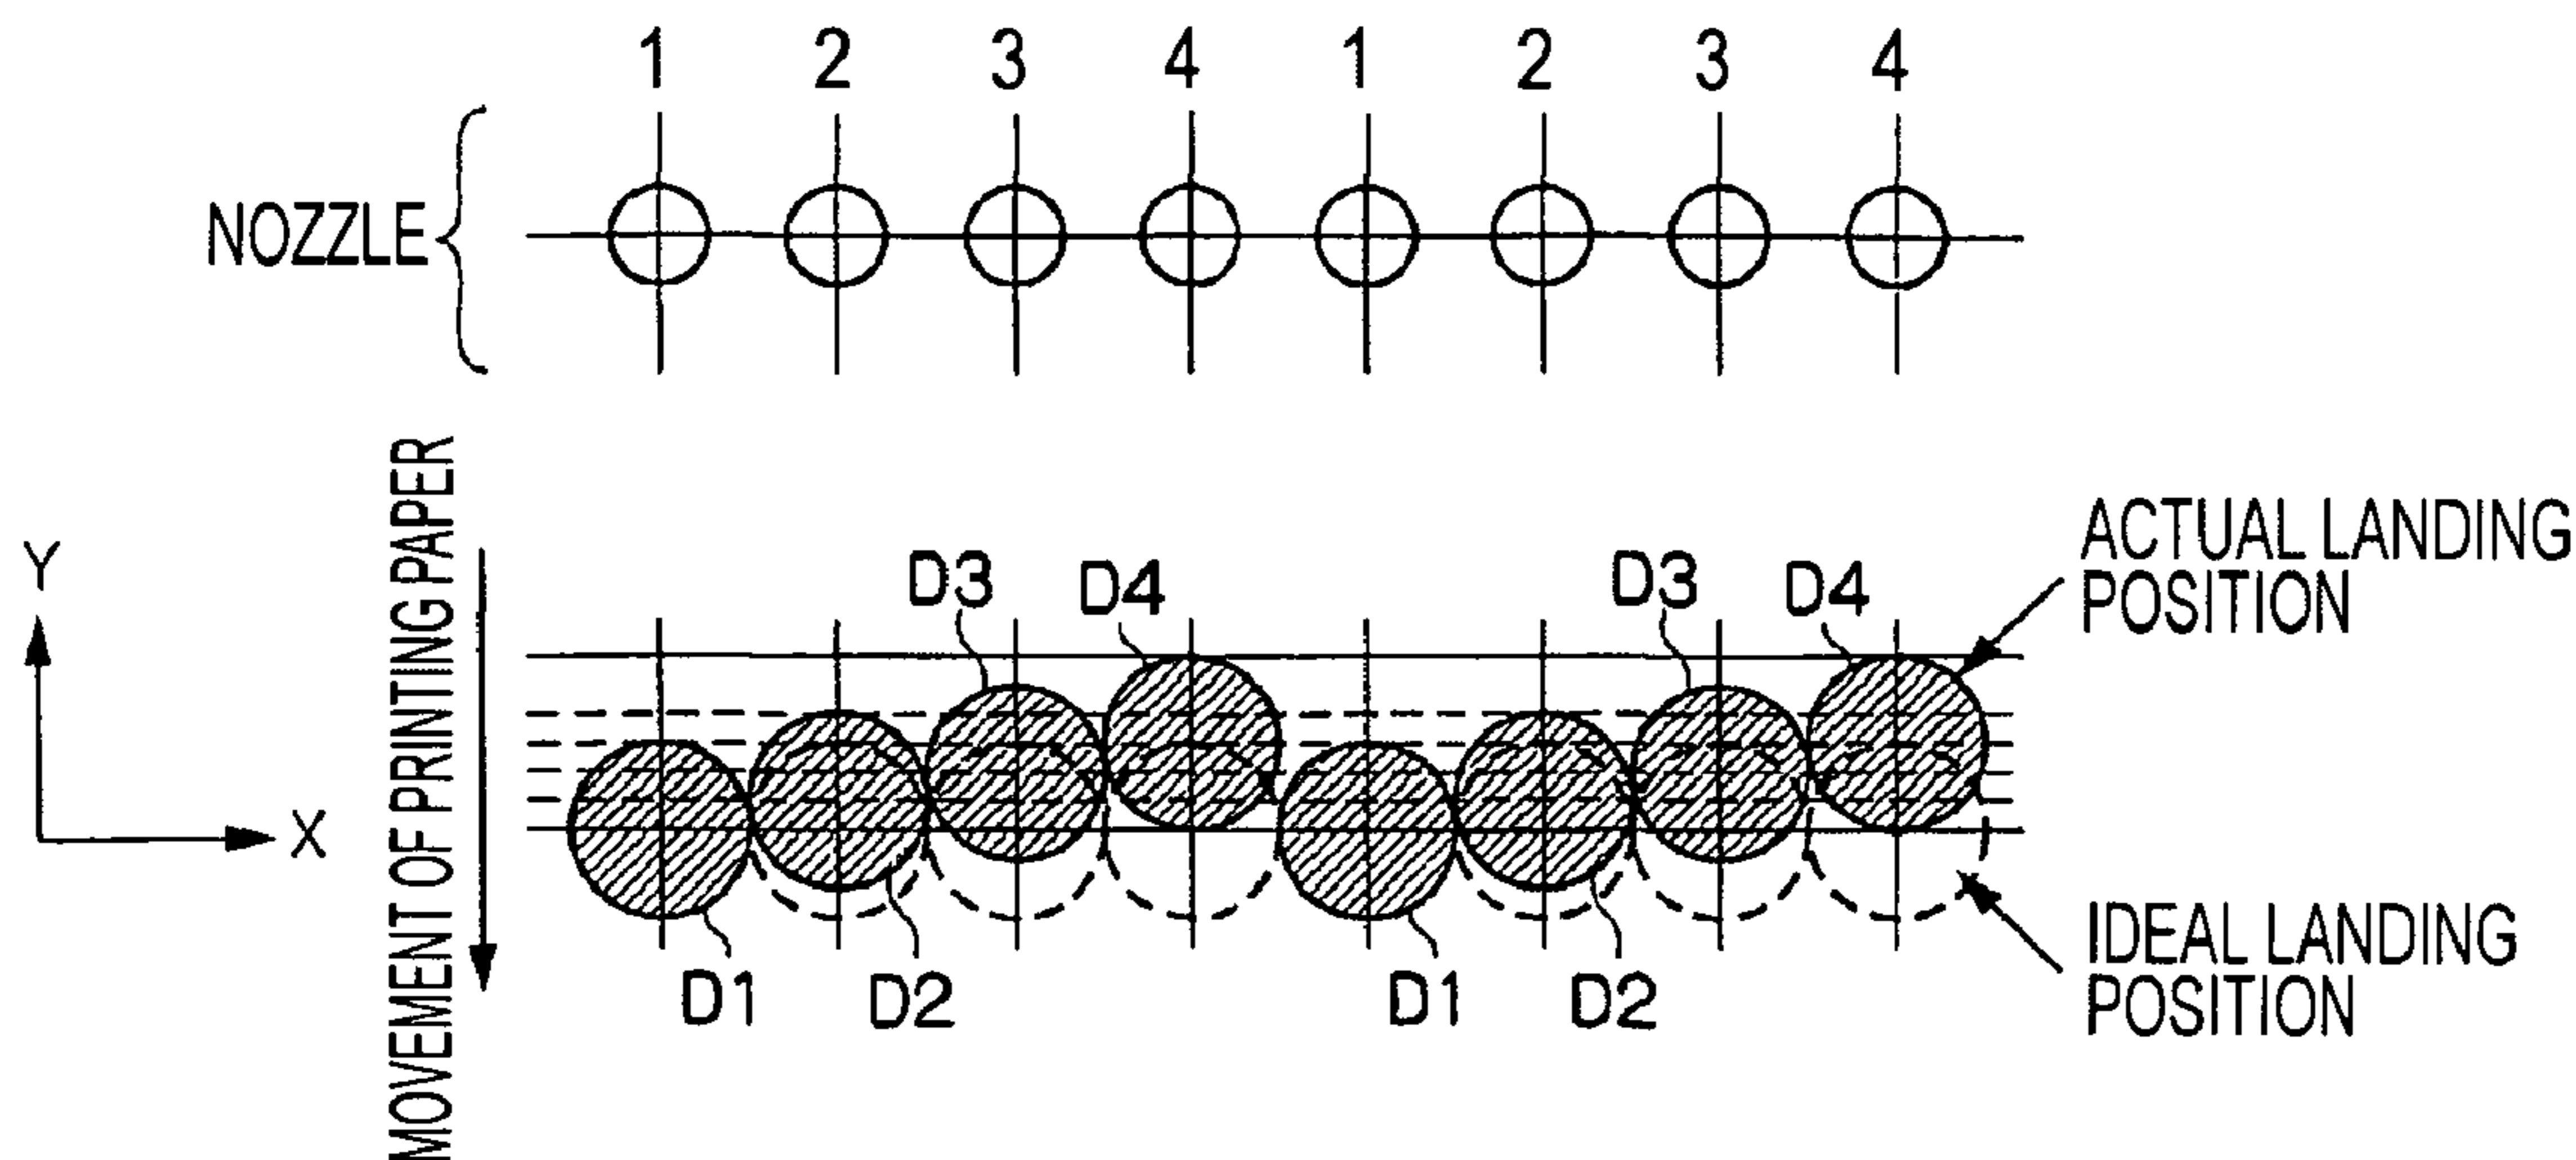 1 2 3 4 1 2 3 4
NOZZLE
MOVEMENT OF PRINTING PAPER
Y
X
D3 D4 D3 D4
ACTUAL LANDING
POSITION
D1 D2 D1 D2
IDEAL LANDING
POSITION